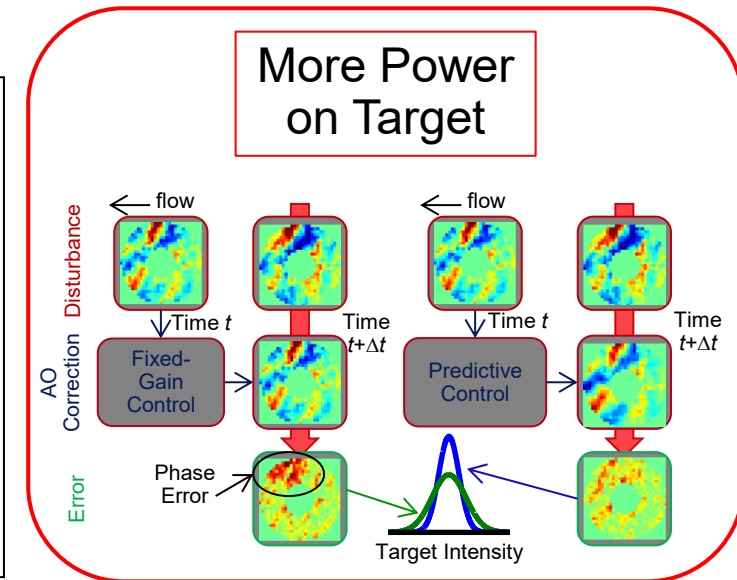 More Power
on Target
Disturbance
AO
Correction
Error
flow
Time t
Fixed-
Gain
Control
Time
t+Δt
Phase
Error
flow
Time t
Predictive
Control
Time
t+Δt
Target Intensity